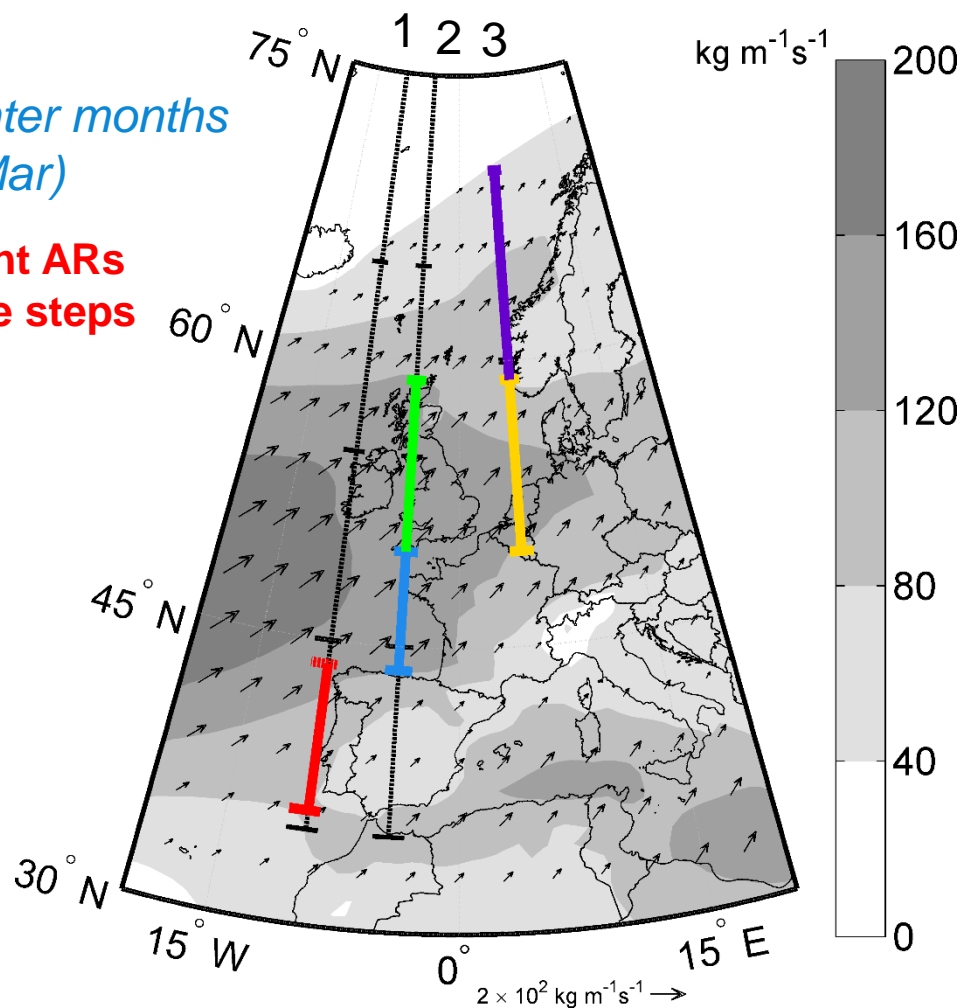 1 2 3
75° N
kg m⁻¹s⁻¹
200
ter months
Mar)
160
nt ARs
e steps
60° N
120
45° N
80
40
30° N
0
15° W
0°
15° E
2 × 10² kg m⁻¹s⁻¹